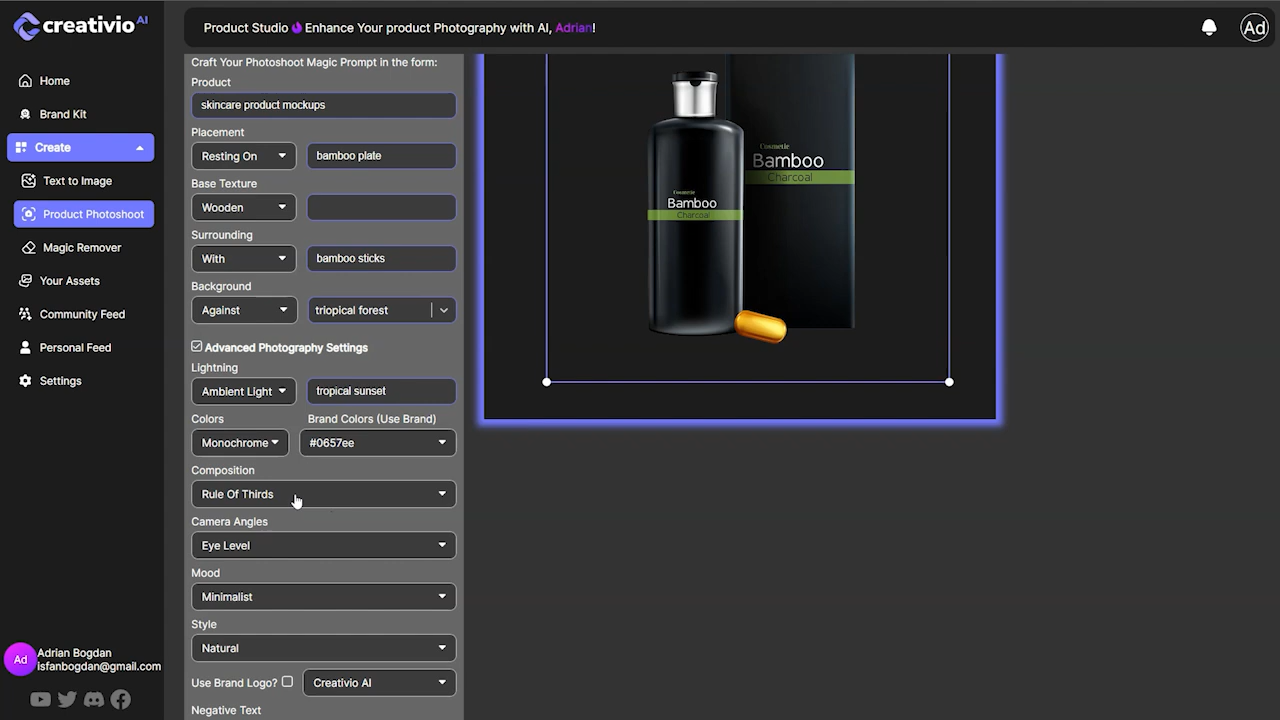 creativio AI
Product Studio Enhance Your product Photography with AI, Adrian!
Ad
Home
Brand Kit
Create
Text to Image
Product Photoshoot
Magic Remover
Your Assets
Community Feed
Personal Feed
Settings
Ad
Adrian Bogdan
isfanbogdan@gmail.com
Craft Your Photoshoot Magic Prompt in the form:
Product
skincare product mockups
Placement
Resting On
bamboo plate
Base Texture
Wooden
Surrounding
With
bamboo sticks
Background
Against
triopical forest
Advanced Photography Settings
Lightning
Ambient Light
tropical sunset
Colors
Brand Colors (Use Brand)
Monochrome
#0657ee
Composition
Rule Of Thirds
Camera Angles
Eye Level
Mood
Minimalist
Style
Natural
Use Brand Logo?
Creativio AI
Negative Text
Cosmetic
Bamboo
Charcoal
Cosmetic
Bamboo
Charcoal